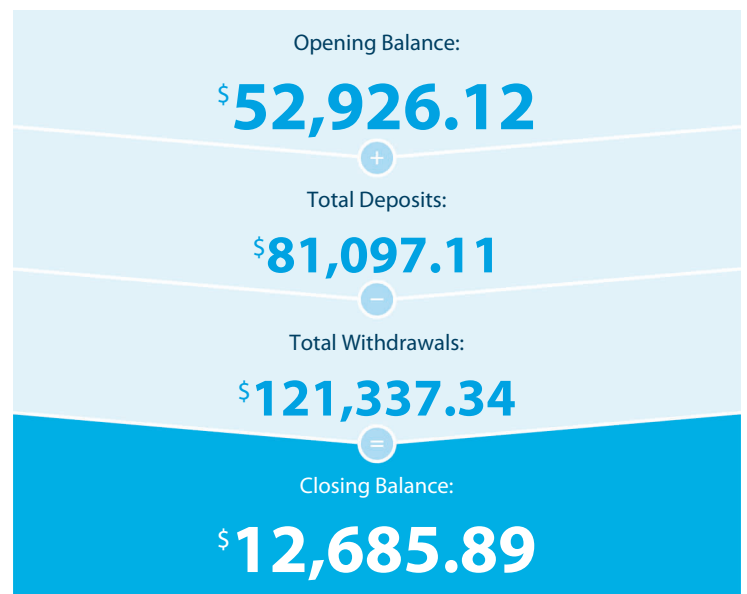 Opening Balance:
$52,926.12
+
Total Deposits:
$81,097.11
−
Total Withdrawals:
$121,337.34
=
Closing Balance:
$12,685.89